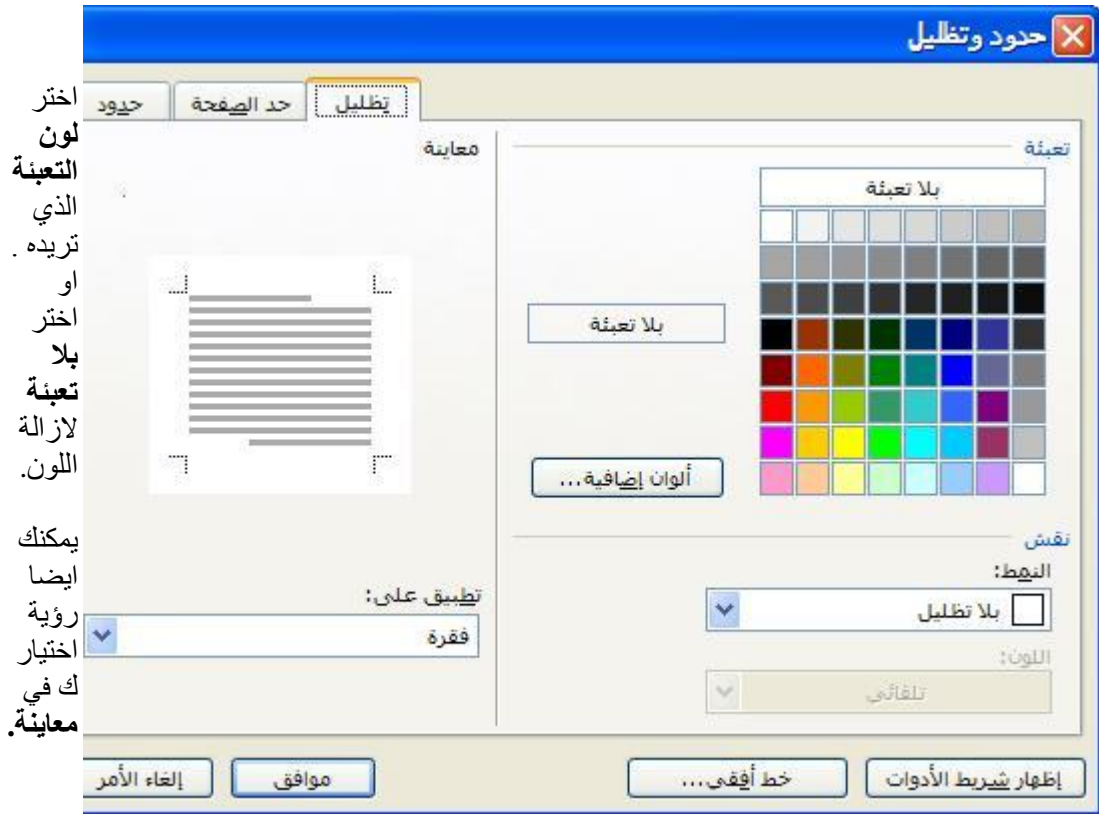 حدود وتظليل
حدود
حد الصفحة
تظليل
تعبئة
بلا تعبئة
بلا تعبئة
ألوان إضافية...
نقش
النمط:
بلا تظليل
اللون:
تلقائي
معاينة
تطبيق على:
فقرة
إظهار شريط الأدوات
خط أفقي...
موافق
إلغاء الأمر
اختر
لون
التعبئة
الذي
تريده .
او
اختر
بلا
تعبئة
لازالة
اللون.
يمكنك
ايضا
رؤية
اختيار
ك في
معاينة.